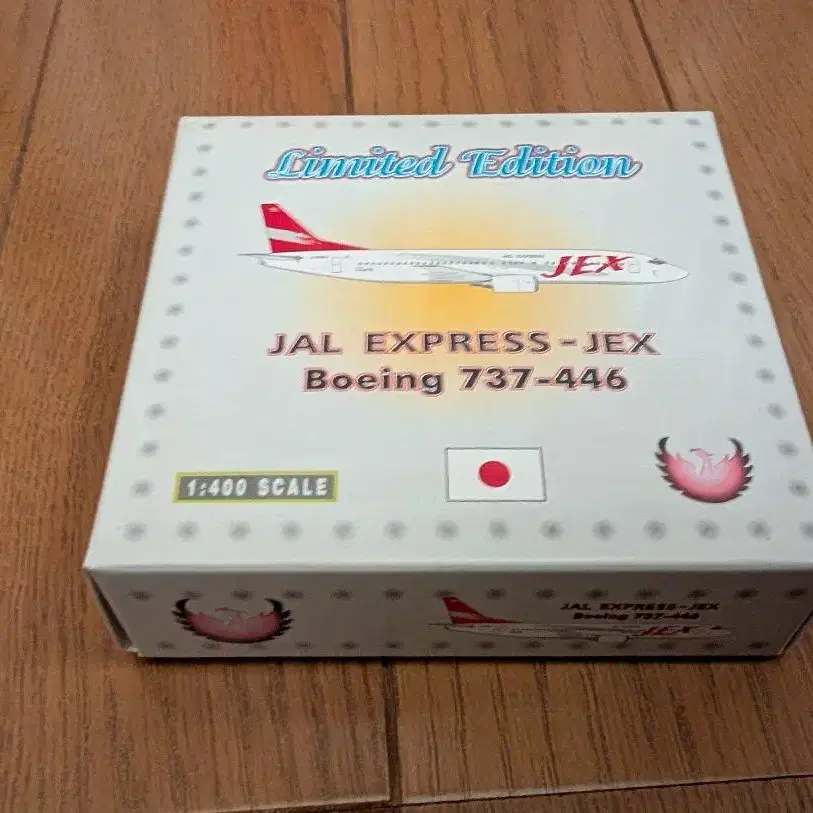 Limited Edition
JEX
JAL EXPRESS-JEX
Boeing 737-446
1:400 SCALE
JAL EXPRESS-JEX
Boeing 737-446
JEX